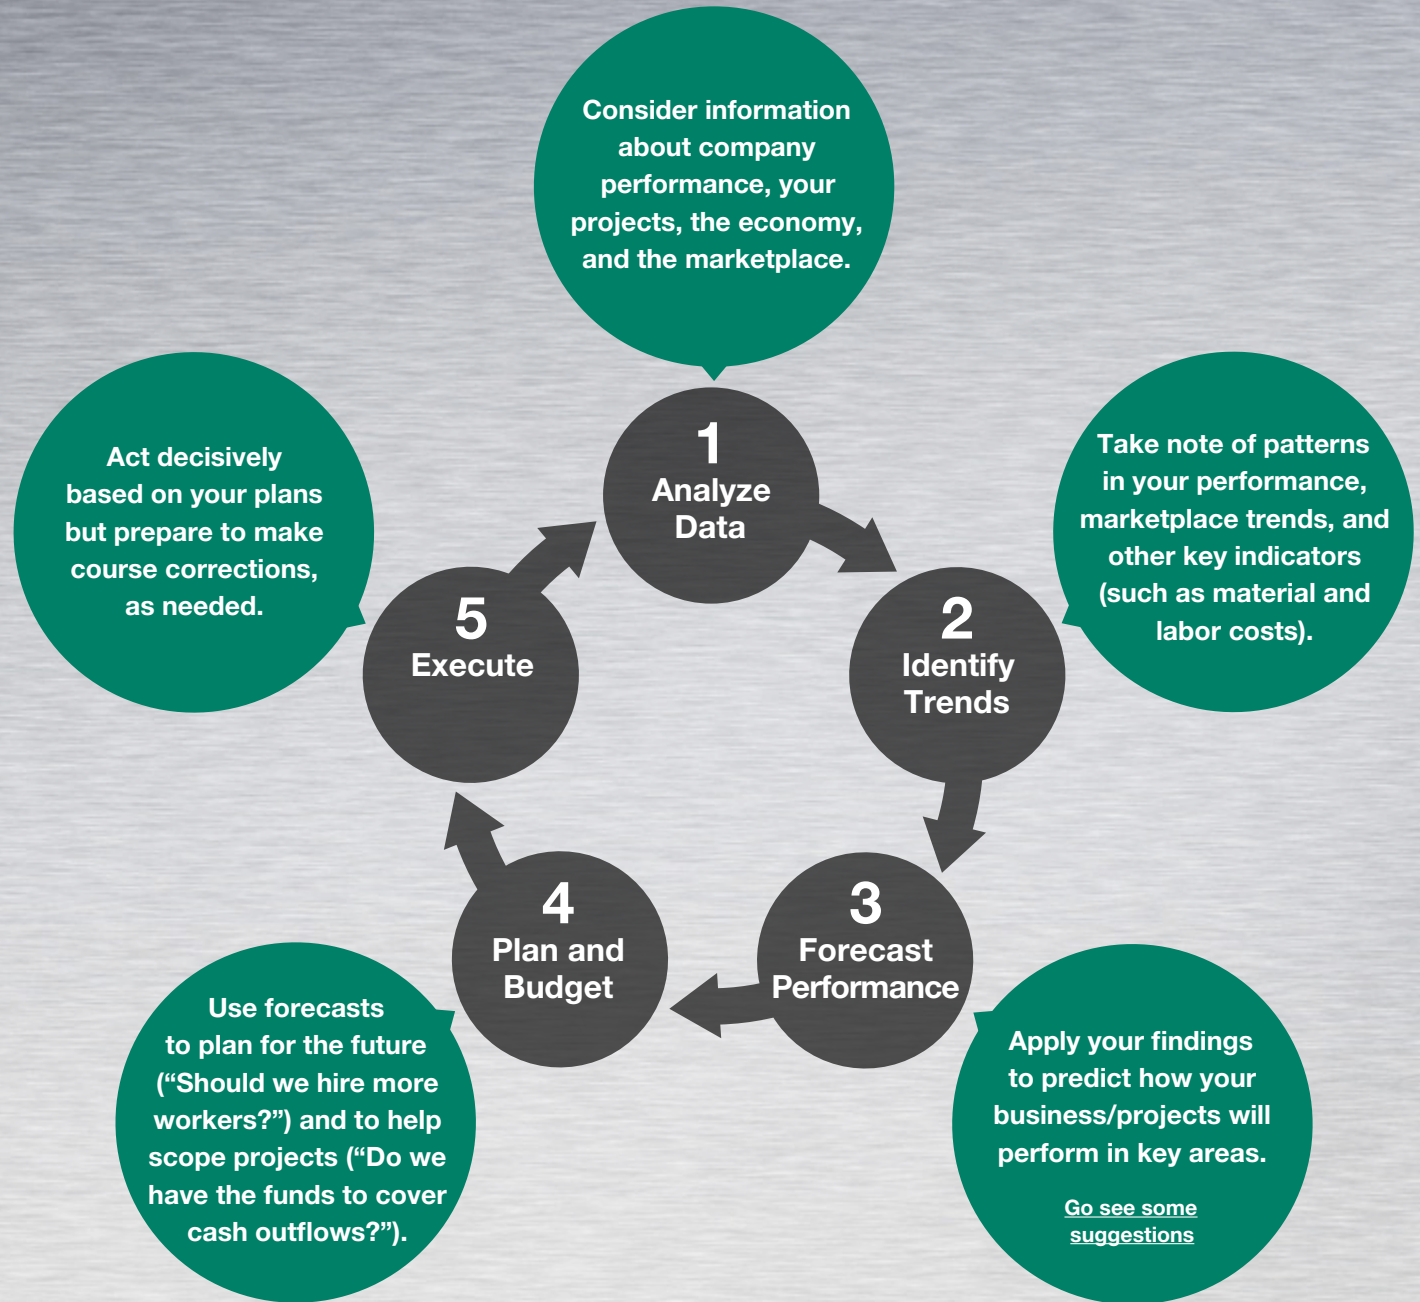 Consider information
about company
performance, your
projects, the economy,
and the marketplace.
1
Analyze
Data
Take note of patterns
in your performance,
marketplace trends, and
other key indicators
(such as material and
labor costs).
2
Identify
Trends
Apply your findings
to predict how your
business/projects will
perform in key areas.
Go see some
suggestions
3
Forecast
Performance
Use forecasts
to plan for the future
(“Should we hire more
workers?”) and to help
scope projects (“Do we
have the funds to cover
cash outflows?”).
4
Plan and
Budget
Act decisively
based on your plans
but prepare to make
course corrections,
as needed.
5
Execute